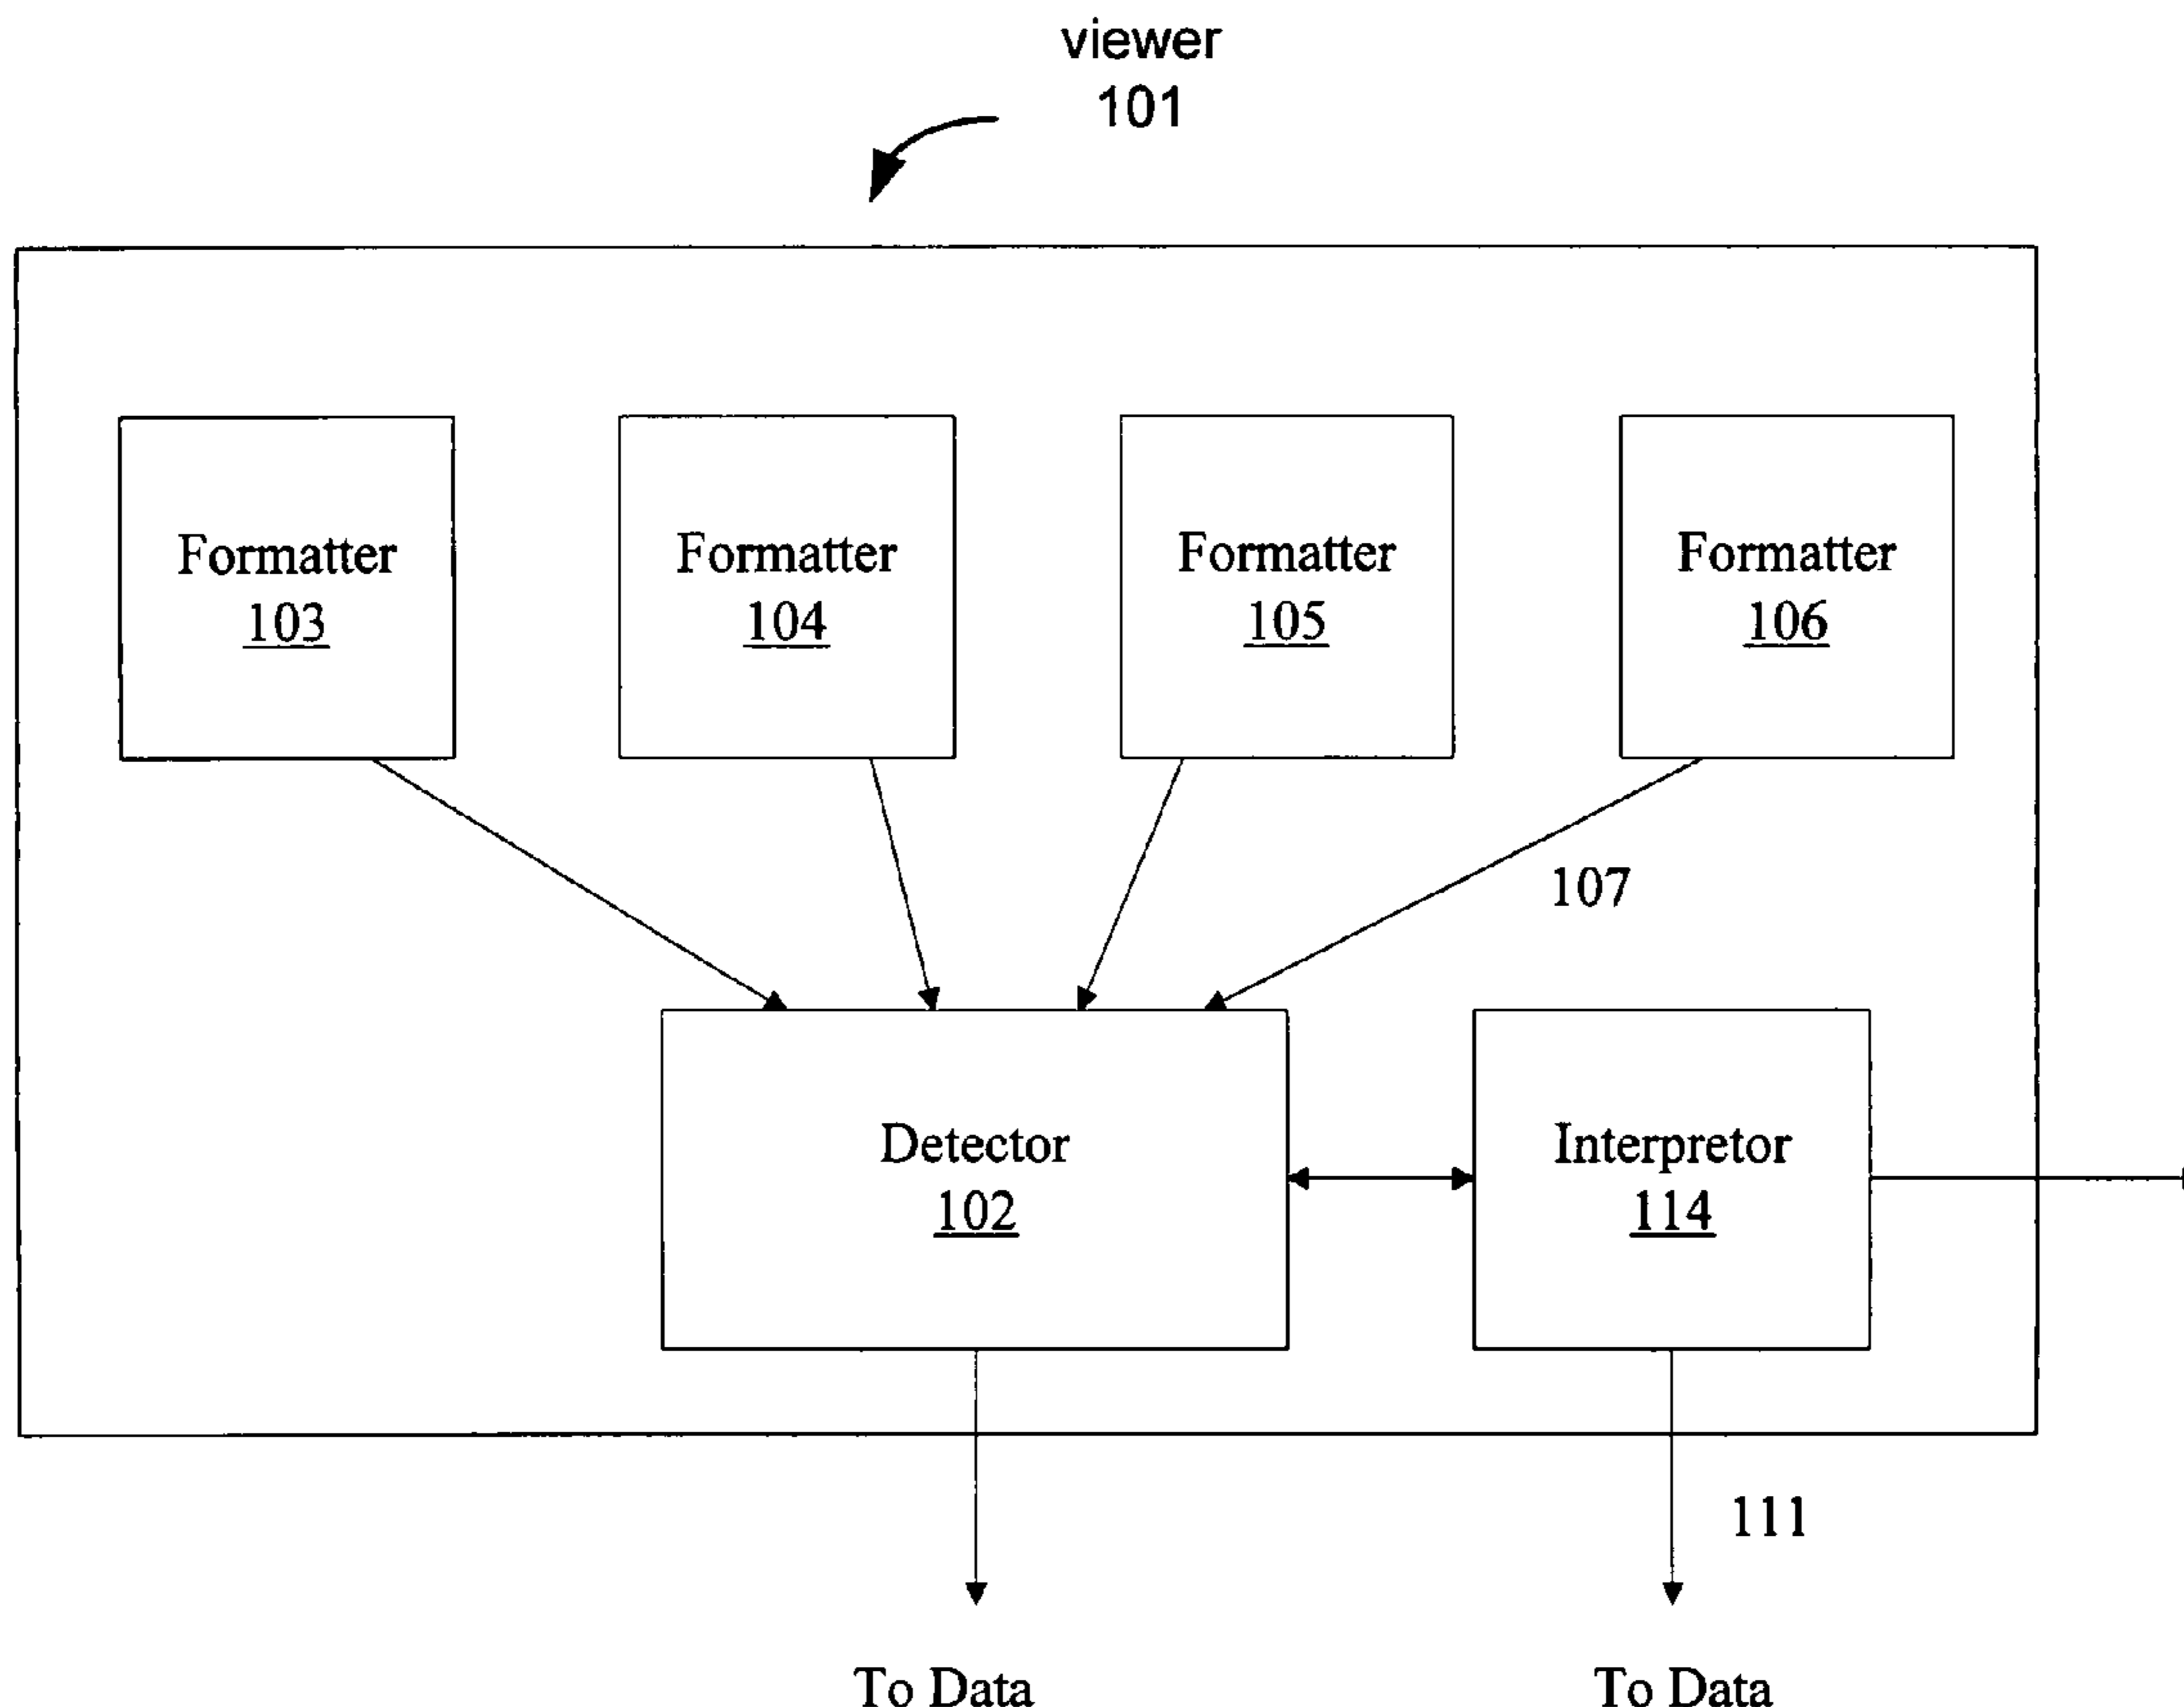 viewer
101
Formatter
103
Formatter
104
Formatter
105
Formatter
106
107
Detector
102
Interpretor
114
111
To Data
To Data